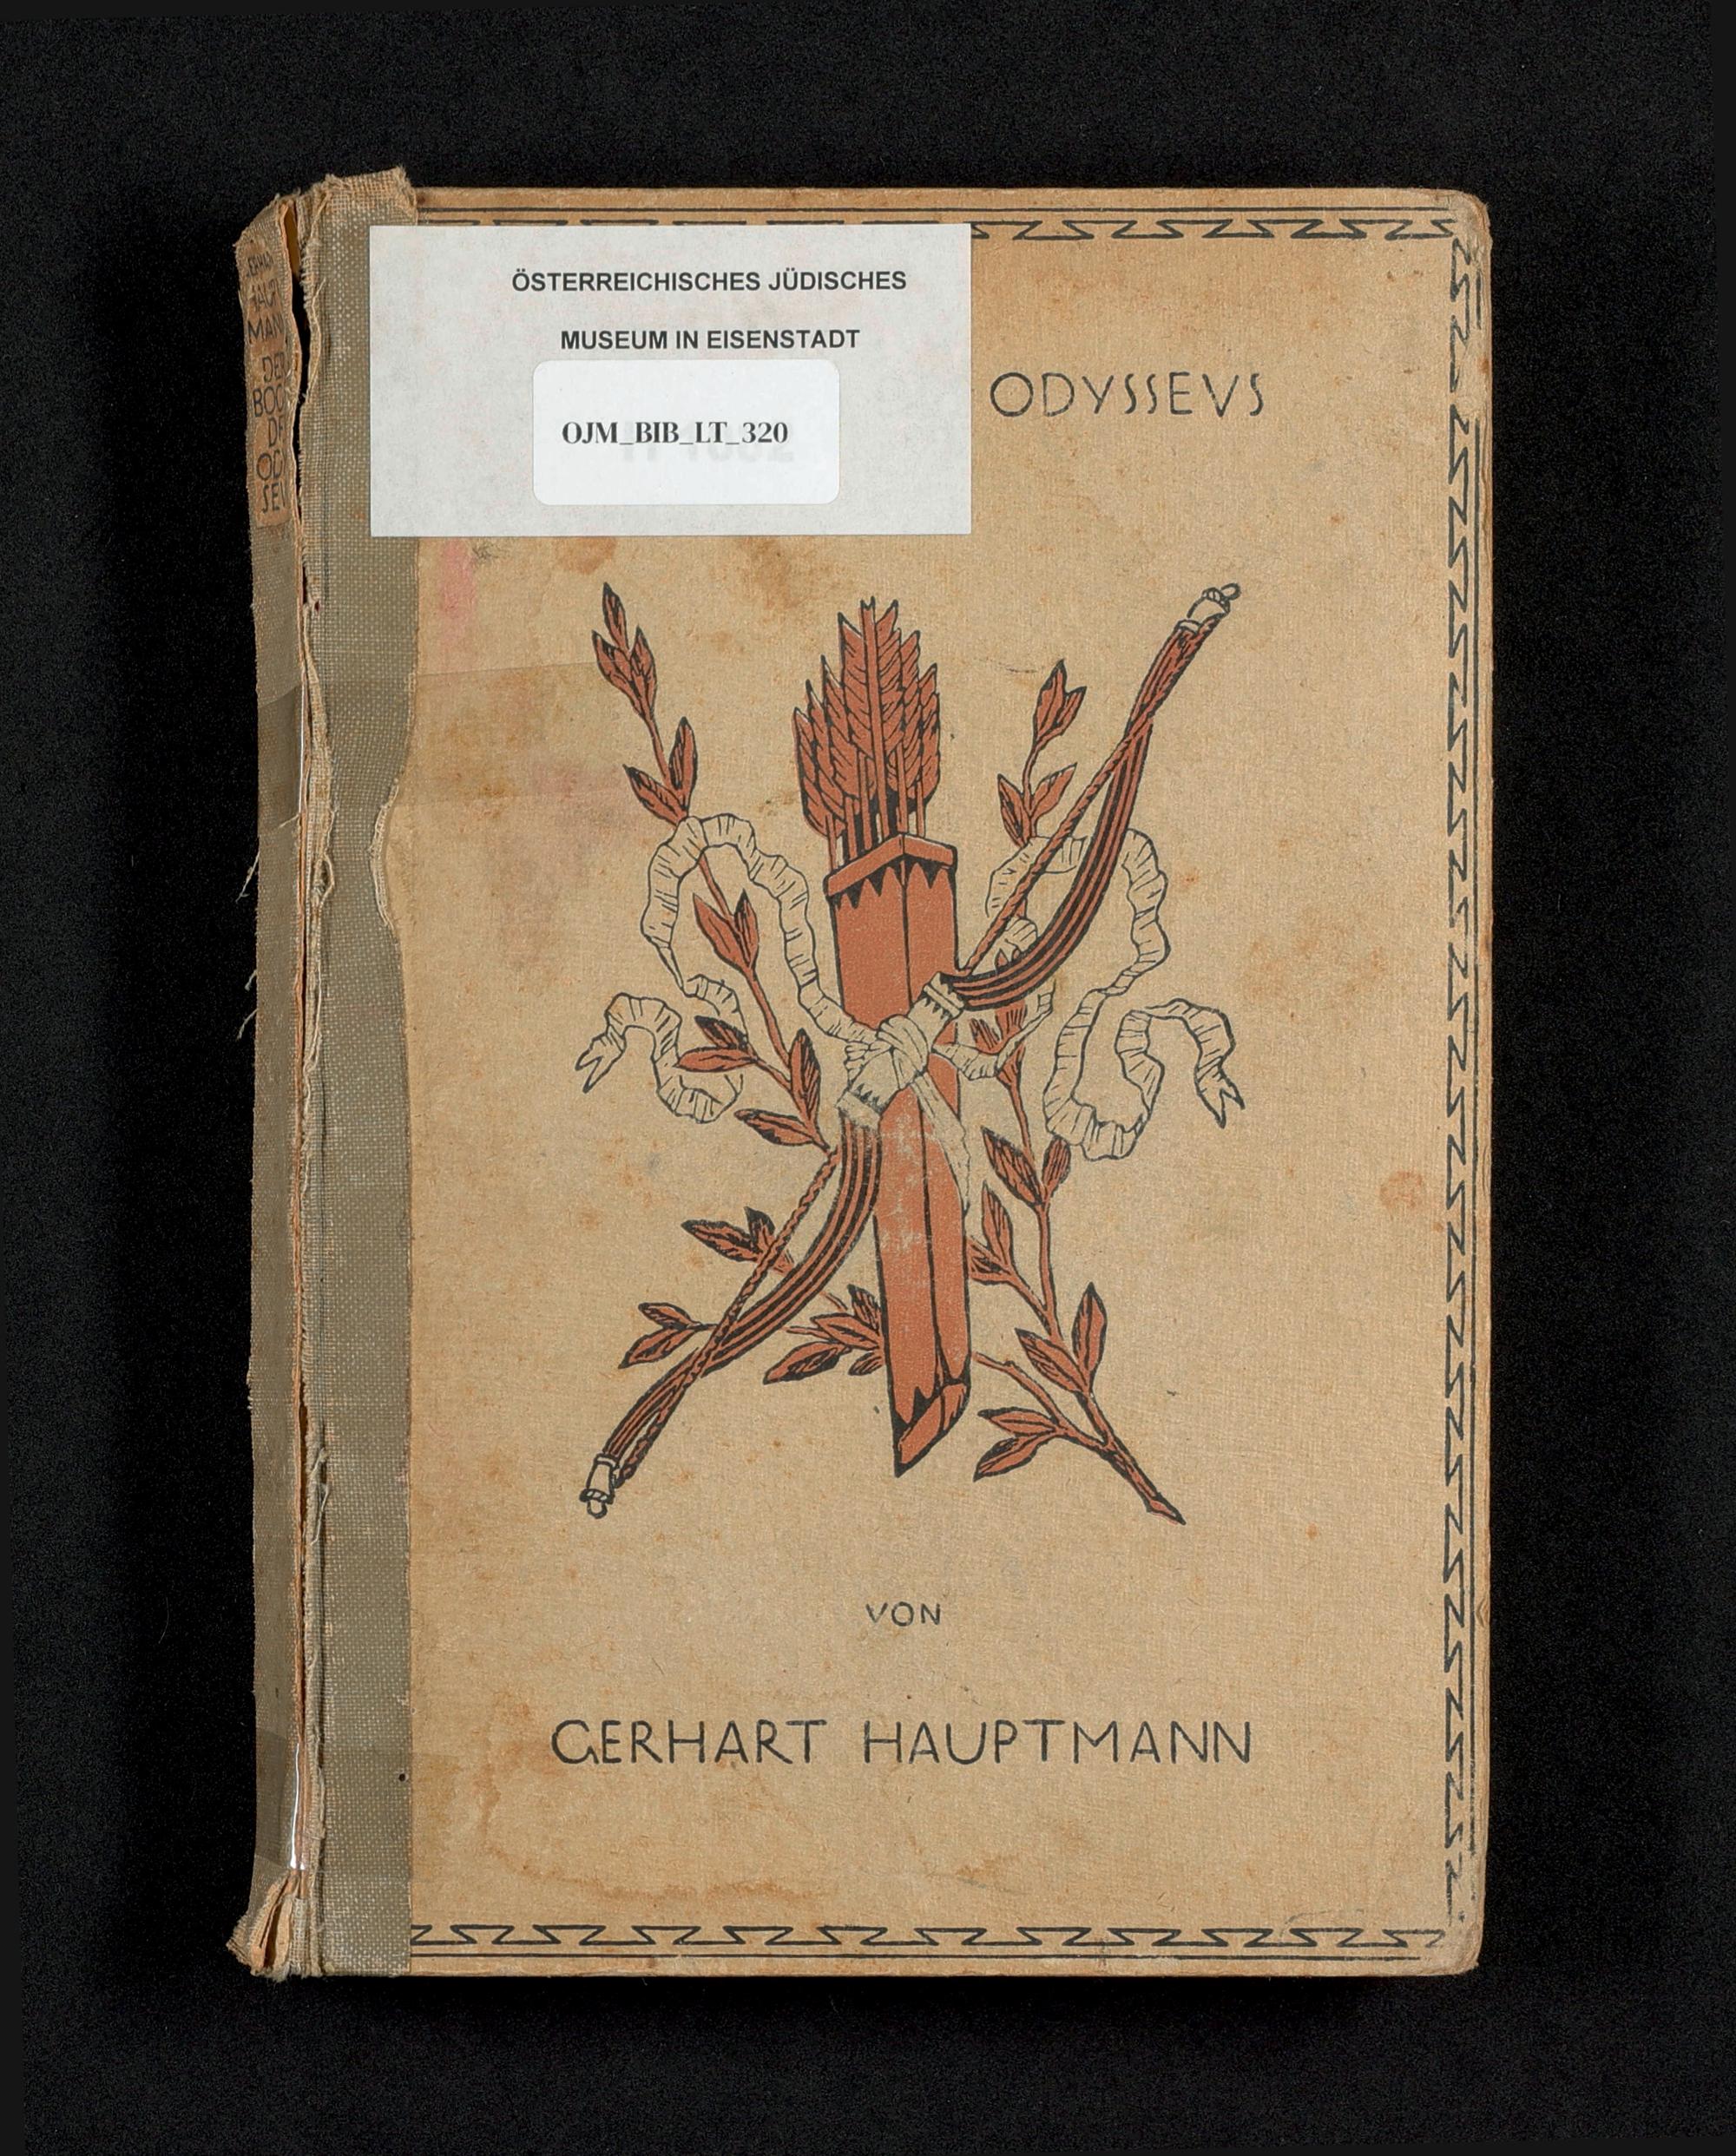 ÖSTERREICHISCHES JÜDISCHES
MUSEUM IN EISENSTADT
OJM_BIB_LT_320
ODYSSEVS
VON
GERHART HAUPTMANN